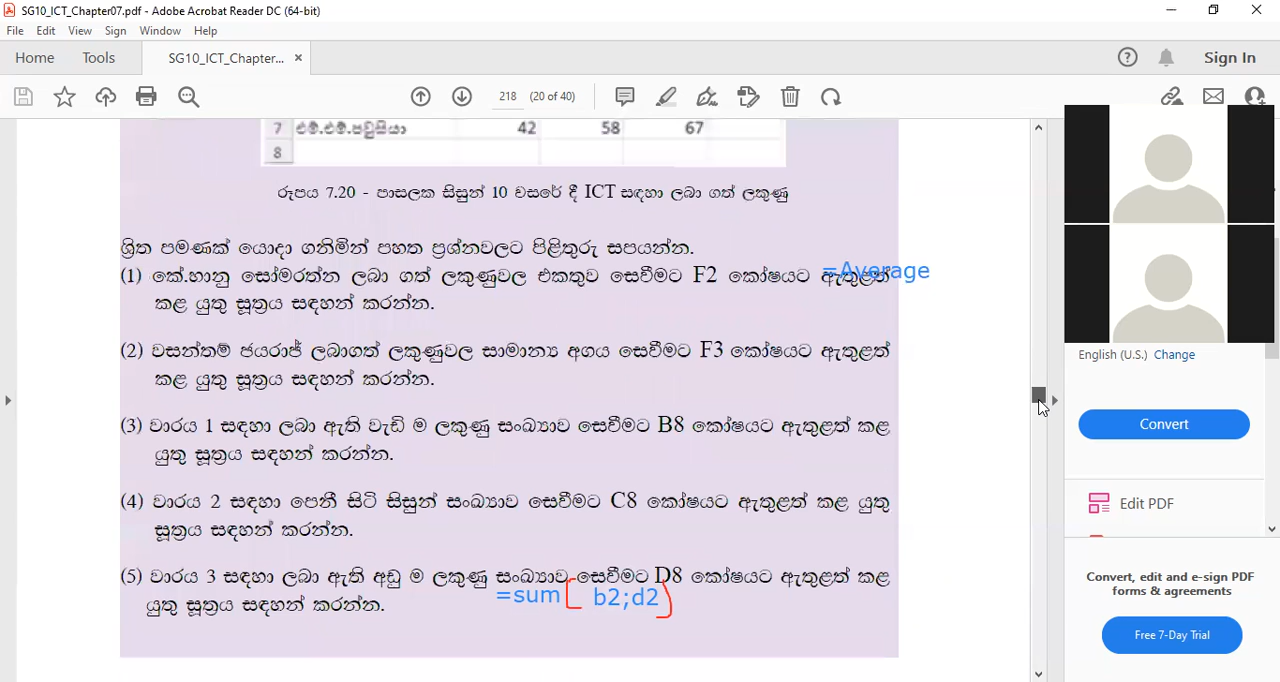 SG10_ICT_Chapter07.pdf - Adobe Acrobat Reader DC (64-bit)
File Edit View Sign Window Help
Home Tools SG10_ICT_Chapter... × Sign In
218 (20 of 40)
7 එම්.එම්.පවුසියා 42 58 67
8
රූපය 7.20 - පාසලක සිසුන් 10 වසරේ දී ICT සඳහා ලබා ගත් ලකුණු
ශ්‍රිත පමණක් යොදා ගනිමින් පහත ප්‍රශ්නවලට පිළිතුරු සපයන්න.
(1) කේ.හානු සෝමරත්න ලබා ගත් ලකුණුවල එකතුව සෙවීමට F2 කෝෂයට ඇතුළත්
=Average
කළ යුතු සූත්‍රය සඳහන් කරන්න.
(2) වසන්තම් ජයරාජ් ලබාගත් ලකුණුවල සාමාන්‍ය අගය සෙවීමට F3 කෝෂයට ඇතුළත්
කළ යුතු සූත්‍රය සඳහන් කරන්න.
(3) වාරය 1 සඳහා ලබා ඇති වැඩි ම ලකුණු සංඛ්‍යාව සෙවීමට B8 කෝෂයට ඇතුළත් කළ
යුතු සූත්‍රය සඳහන් කරන්න.
(4) වාරය 2 සඳහා පෙනී සිටි සිසුන් සංඛ්‍යාව සෙවීමට C8 කෝෂයට ඇතුළත් කළ යුතු
සූත්‍රය සඳහන් කරන්න.
(5) වාරය 3 සඳහා ලබා ඇති අඩු ම ලකුණු සංඛ්‍යාව සෙවීමට D8 කෝෂයට ඇතුළත් කළ
යුතු සූත්‍රය සඳහන් කරන්න.
=sum [ b2;d2 )
English (U.S.) Change
Convert
Edit PDF
Convert, edit and e-sign PDF
forms & agreements
Free 7-Day Trial